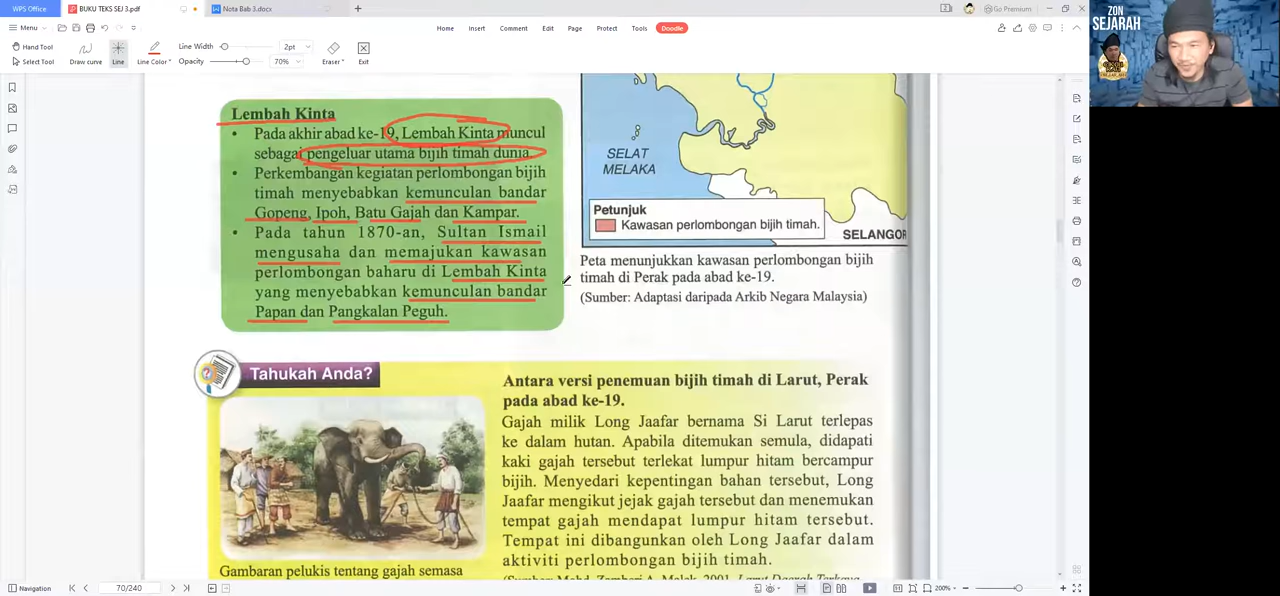 WPS Office
BUKU TEKS SEJ 3.pdf
Nota Bab 3.docx
Go Premium
Menu
Home
Insert
Comment
Edit
Page
Protect
Tools
Doodle
Hand Tool
Select Tool
Draw curve
Line
Line Color
Line Width
2pt
Opacity
70%
Eraser
Exit
ZON
SEJARAH
Lembah Kinta
• Pada akhir abad ke-19, Lembah Kinta muncul
sebagai pengeluar utama bijih timah dunia.
• Perkembangan kegiatan perlombongan bijih
timah menyebabkan kemunculan bandar
Gopeng, Ipoh, Batu Gajah dan Kampar.
• Pada tahun 1870-an, Sultan Ismail
mengusaha dan memajukan kawasan
perlombongan baharu di Lembah Kinta
yang menyebabkan kemunculan bandar
Papan dan Pangkalan Peguh.
SELAT
MELAKA
Petunjuk
Kawasan perlombongan bijih timah.
SELANGOR
Peta menunjukkan kawasan perlombongan bijih
timah di Perak pada abad ke-19.
(Sumber: Adaptasi daripada Arkib Negara Malaysia)
Tahukah Anda?
Antara versi penemuan bijih timah di Larut, Perak
pada abad ke-19.
Gajah milik Long Jaafar bernama Si Larut terlepas
ke dalam hutan. Apabila ditemukan semula, didapati
kaki gajah tersebut terlekat lumpur hitam bercampur
bijih. Menyedari kepentingan bahan tersebut, Long
Jaafar mengikut jejak gajah tersebut dan menemukan
tempat gajah mendapat lumpur hitam tersebut.
Tempat ini dibangunkan oleh Long Jaafar dalam
aktiviti perlombongan bijih timah.
Gambaran pelukis tentang gajah semasa
Navigation
70/240
200%